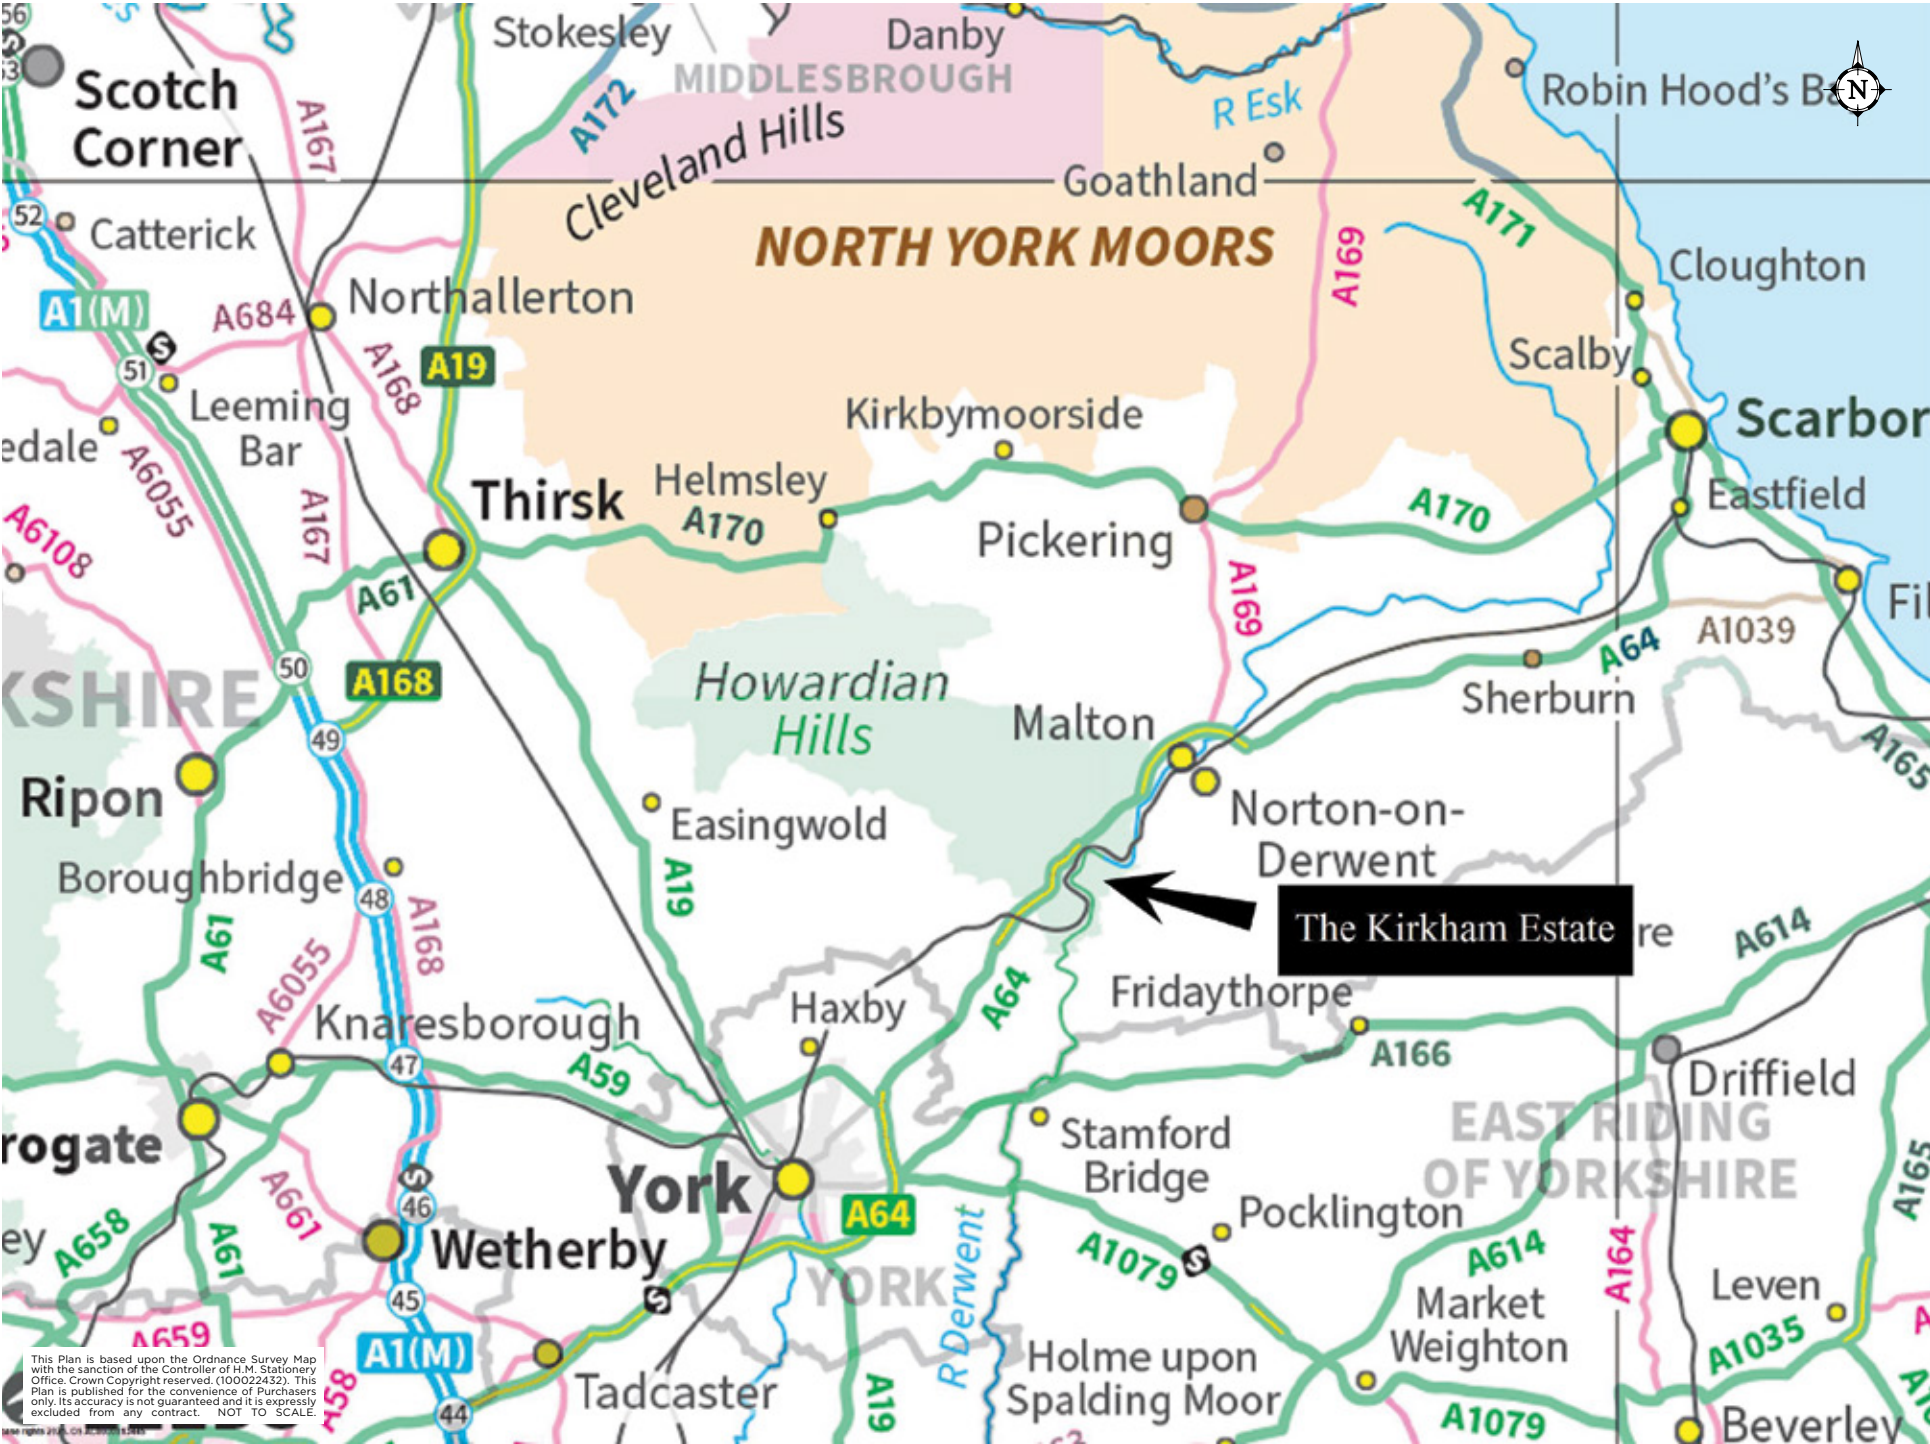 56
Stokesley
Danby
MIDDLESBROUGH
Scotch
Corner
A167
A172
Cleveland Hills
R Esk
Robin Hood's Ba
N
Goathland
52
Catterick
NORTH YORK MOORS
A169
A171
Cloughton
A1(M)
A684
Northallerton
A19
A168
S
51
Leeming
Bar
edale
A6055
A167
Scalby
Scarbor
Kirkbymoorside
Thirsk
Helmsley
A170
Pickering
A170
Eastfield
A6108
A61
A169
Fil
A1039
A64
Sherburn
KSHIRE
50
A168
Howardian
Hills
Malton
49
A165
Ripon
Easingwold
Norton-on-
Derwent
Boroughbridge
48
A168
A19
A61
A6055
The Kirkham Estate
re
A614
Haxby
A64
Fridaythorpe
Knaresborough
47
A59
A166
Driffield
rogate
Stamford
Bridge
EAST RIDING
OF YORKSHIRE
A165
York
A64
S
46
A661
A658
A61
ey
Wetherby
Pocklington
R Derwent
A1079
S
A614
A164
YORK
S
45
Leven
Market
Weighton
A1035
A659
A1(M)
A58
44
Tadcaster
A19
Holme upon
Spalding Moor
A1079
Beverley
This Plan is based upon the Ordnance Survey Map
with the sanction of the Controller of H.M. Stationery
Office. Crown Copyright reserved. (100022432). This
Plan is published for the convenience of Purchasers
only. Its accuracy is not guaranteed and it is expressly
excluded from any contract. NOT TO SCALE.